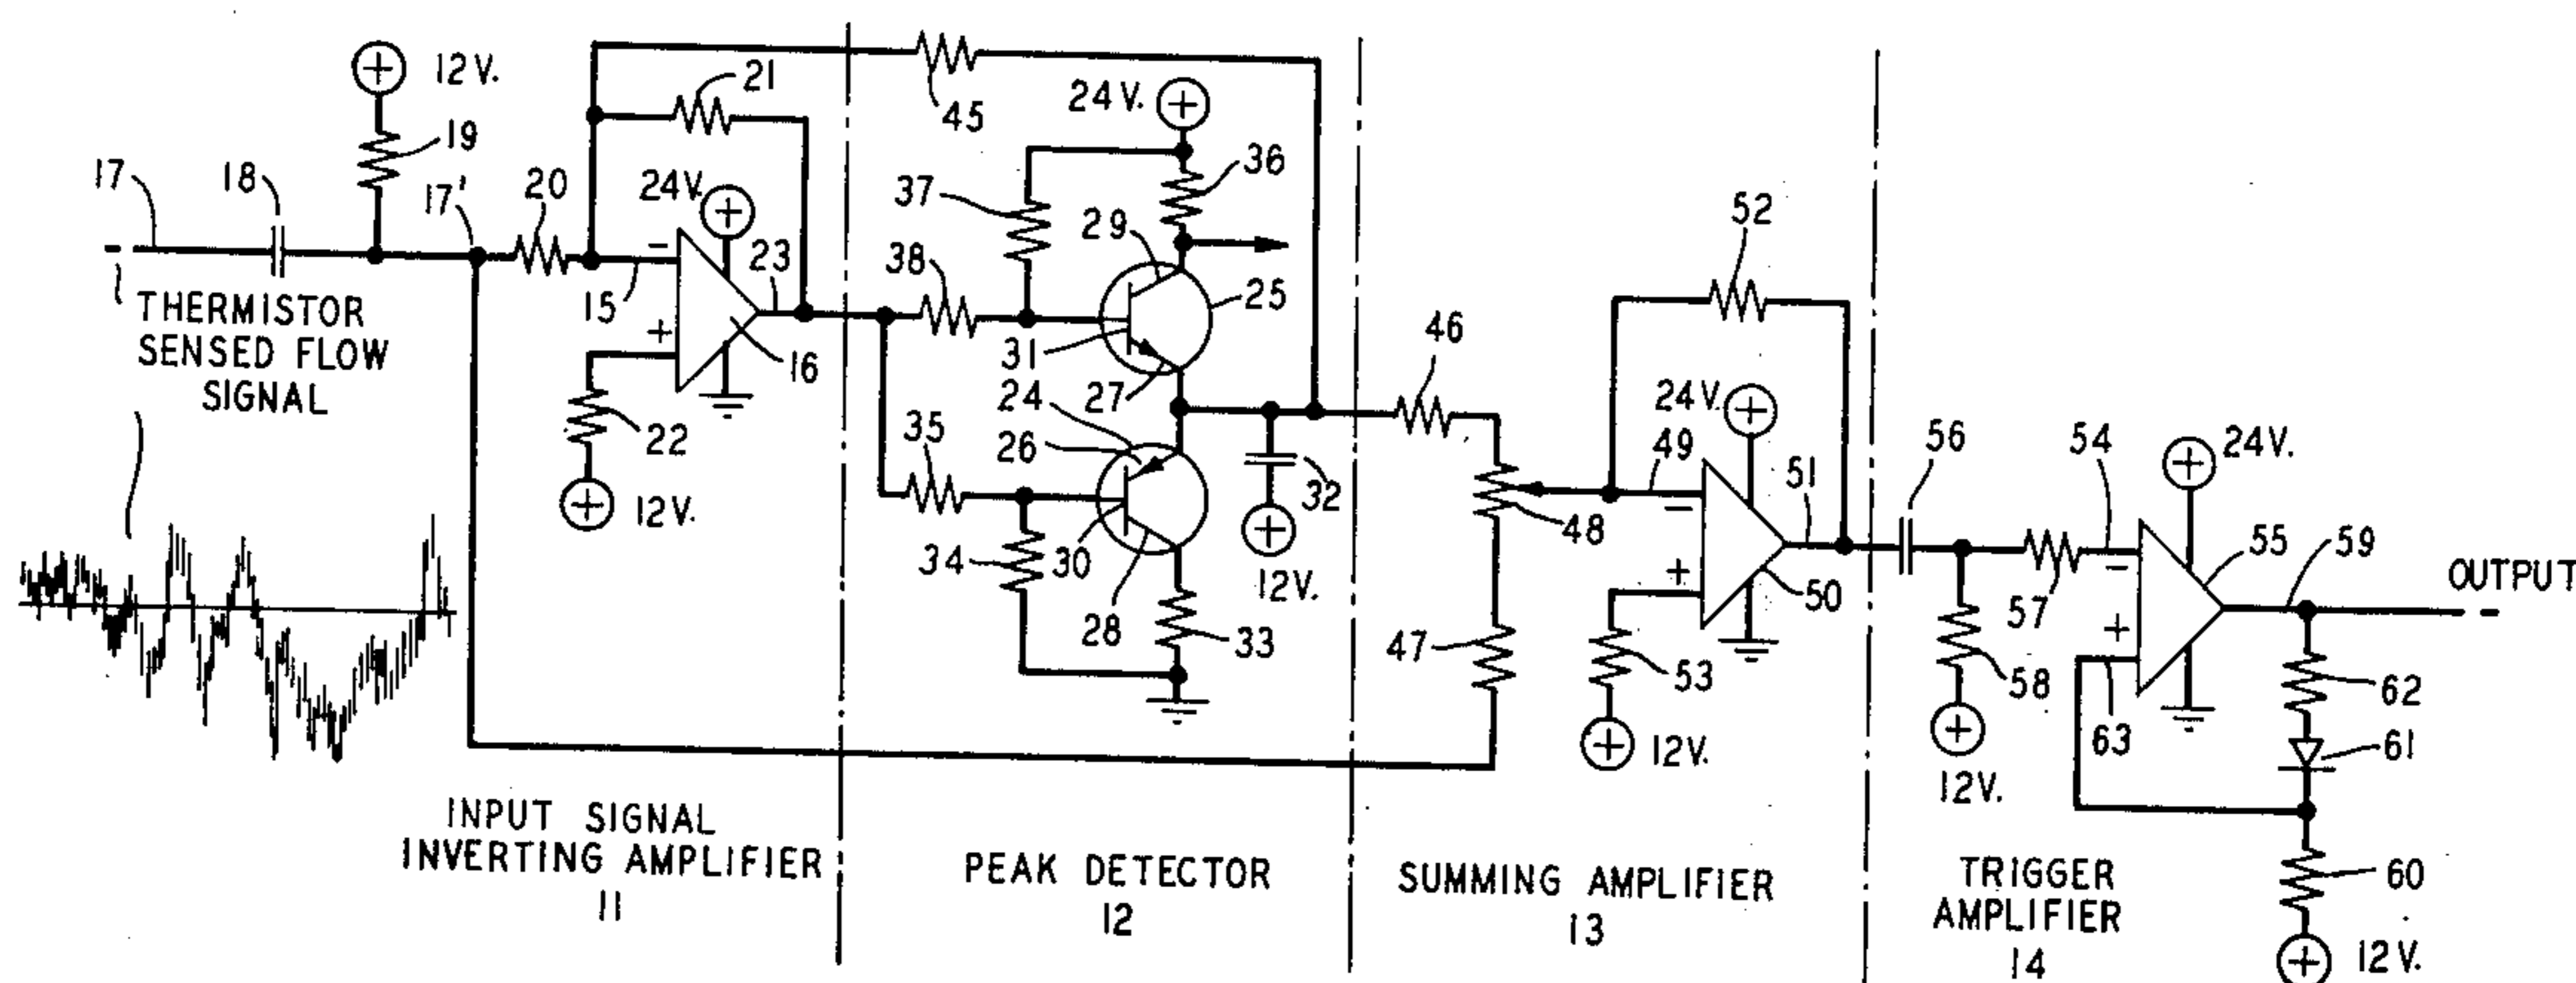 12V.
19
17
18
17'
20
THERMISTOR
SENSED FLOW
SIGNAL
21
24V.
15
+
-
23
16
22
12V.
INPUT SIGNAL
INVERTING AMPLIFIER
11
45
24V.
36
37
29
38
25
31
27
24
26
35
32
34
30
12V.
28
33
PEAK DETECTOR
12
46
52
24V.
49
51
48
-
+
50
47
53
12V.
SUMMING AMPLIFIER
13
56
54
24V.
55
59
OUTPUT
-
+
57
58
12V.
63
62
61
60
12V.
TRIGGER
AMPLIFIER
14